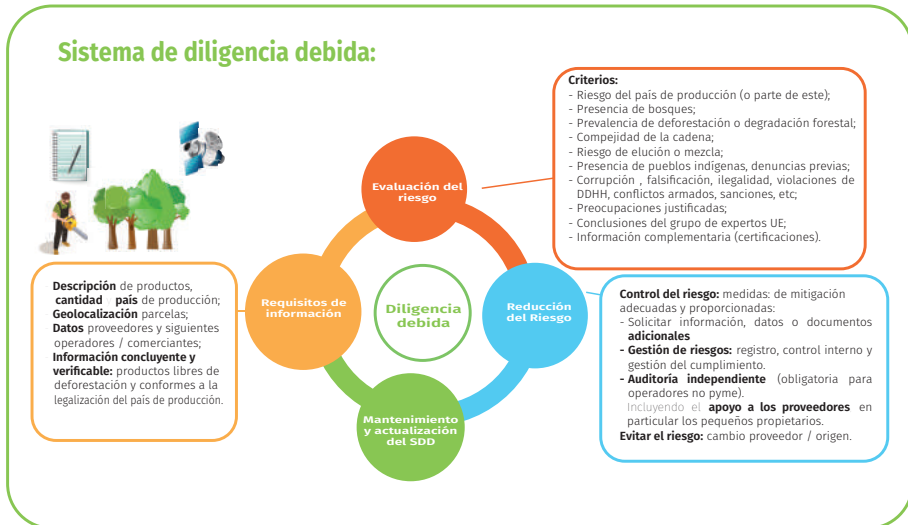 Sistema de diligencia debida:
Criterios:
- Riesgo del país de producción (o parte de este);
- Presencia de bosques;
- Prevalencia de deforestación o degradación forestal;
- Compejidad de la cadena;
- Riesgo de elución o mezcla;
- Presencia de pueblos indígenas, denuncias previas;
- Corrupción , falsificación, ilegalidad, violaciones de
DDHH, conflictos armados, sanciones, etc;
- Preocupaciones justificadas;
- Conclusiones del grupo de expertos UE;
- Información complementaria (certificaciones).
Evaluación del
riesgo
Requisitos de
información
Diligencia
debida
Reducción
del Riesgo
Mantenimiento
y actualización
del SDD
Descripción de productos,
cantidad país de producción;
Geolocalización parcelas;
Datos proveedores y siguientes
operadores / comerciantes;
Información concluyente y
verificable: productos libres de
deforestación y conformes a la
legalización del país de producción.
Control del riesgo: medidas: de mitigación
adecuadas y proporcionadas:
- Solicitar información, datos o documentos
adicionales
- Gestión de riesgos: registro, control interno y
gestión del cumplimiento.
- Auditoría independiente (obligatoria para
operadores no pyme).
Incluyendo el apoyo a los proveedores en
particular los pequeños propietarios.
Evitar el riesgo: cambio proveedor / origen.